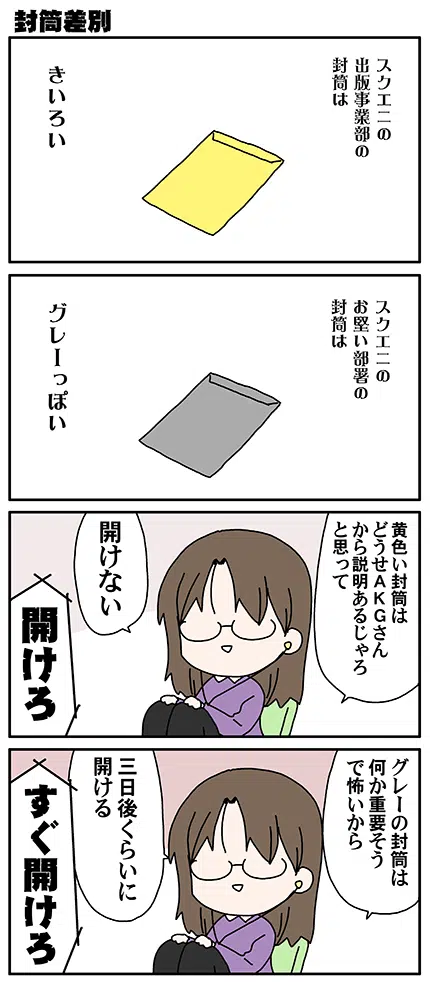 封筒差別
スクエニの
出版事業部の
封筒は
きいろい
スクエニの
お堅い部署の
封筒は
グレーっぽい
黄色い封筒は
どうせＡＫＧさん
から説明あるじゃろ
と思って
開けない
開けろ
グレーの封筒は
何か重要そう
で怖いから
三日後くらいに
開ける
すぐ開けろ